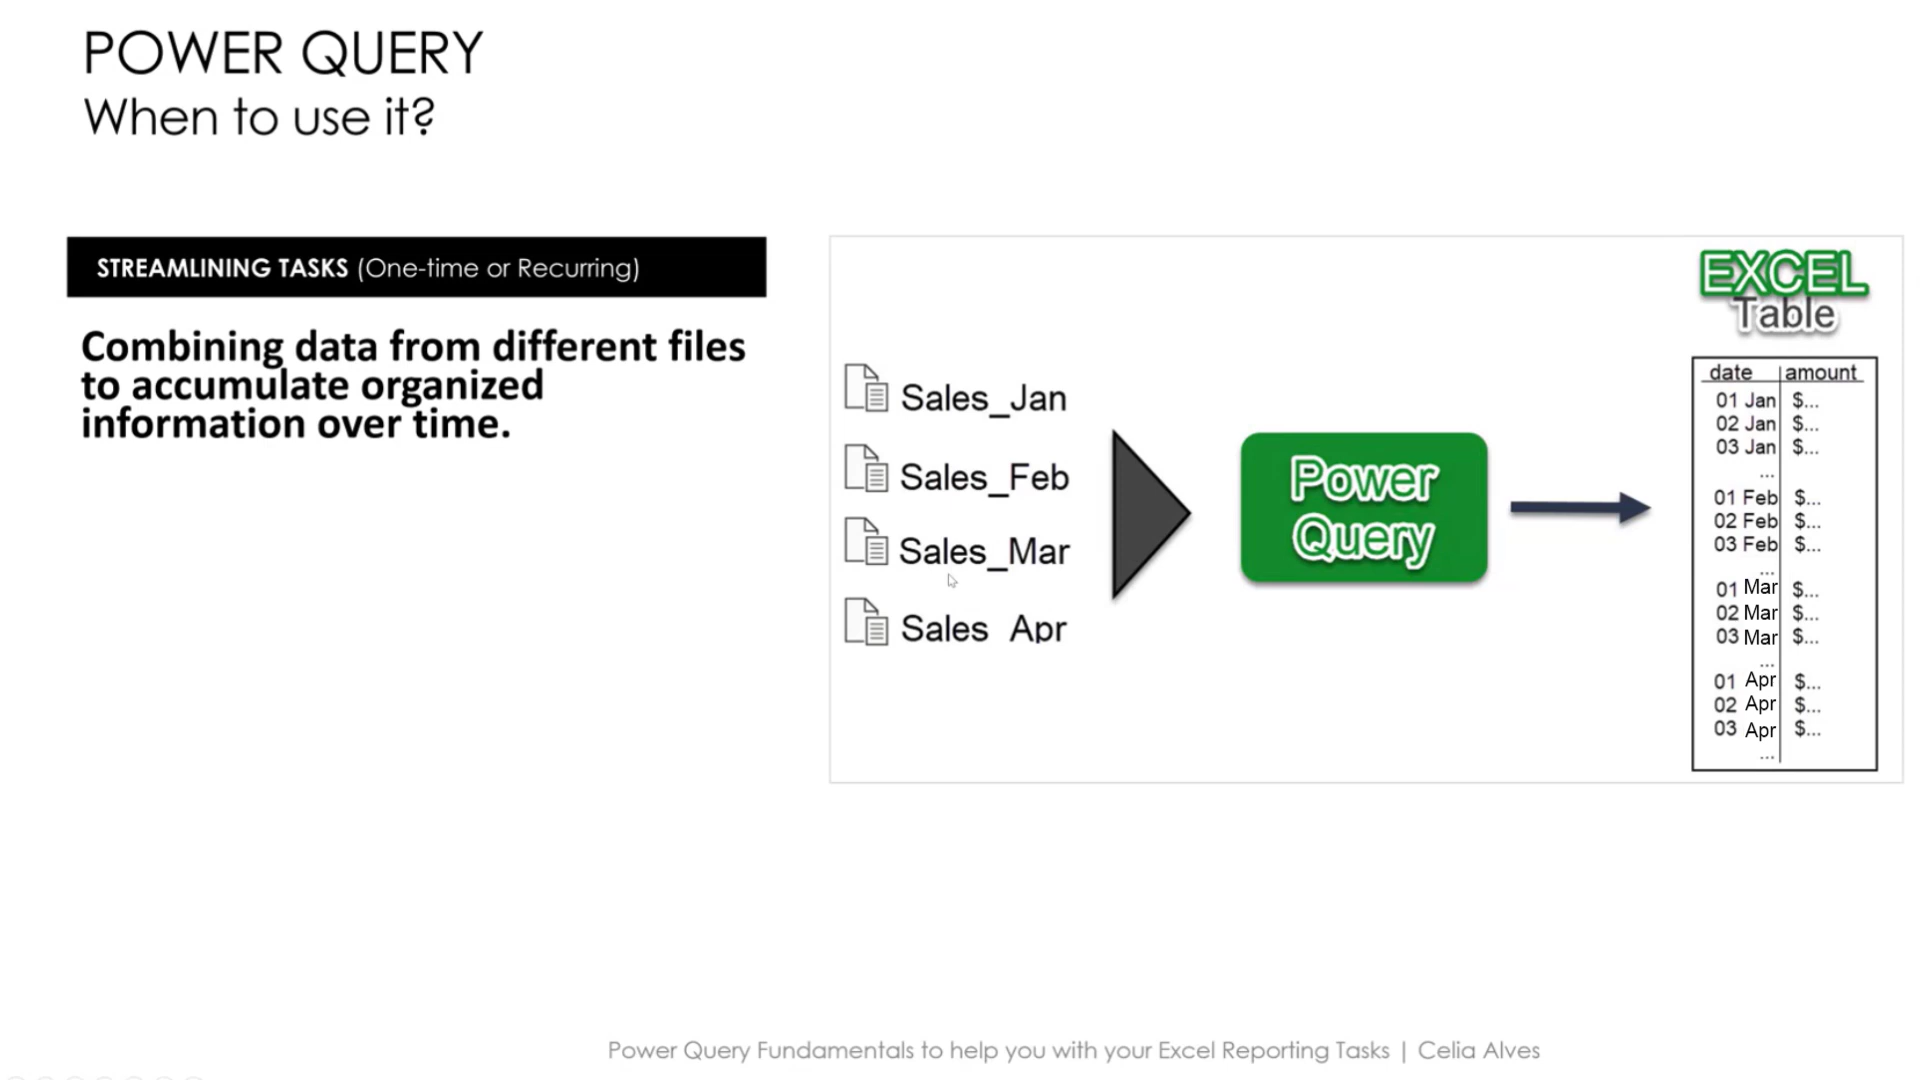 POWER QUERY
When to use it?
STREAMLINING TASKS (One-time or Recurring)
Combining data from different files
to accumulate organized
information over time.
Sales_Jan
Sales_Feb
Sales_Mar
Sales Apr
Power
Query
EXCEL
Table
date amount
01 Jan $...
02 Jan $...
03 Jan $...
...
01 Feb $...
02 Feb $...
03 Feb $...
...
01 Mar $...
02 Mar $...
03 Mar $...
...
01 Apr $...
02 Apr $...
03 Apr $...
...
Power Query Fundamentals to help you with your Excel Reporting Tasks | Celia Alves